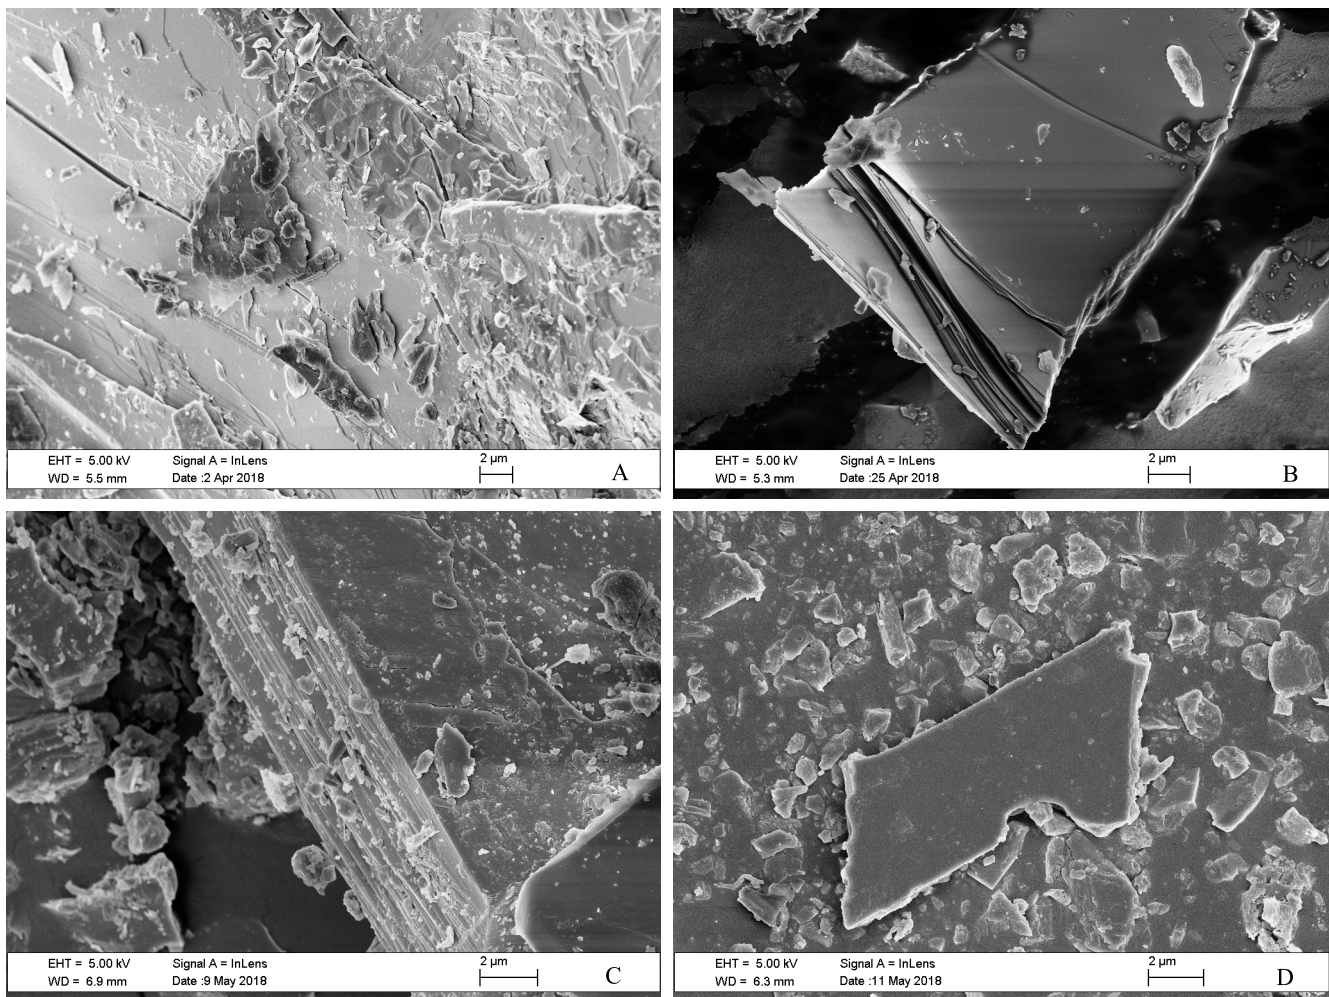 EHT = 5.00 kV Signal A = InLens 2 µm
WD = 5.5 mm Date :2 Apr 2018 A
EHT = 5.00 kV Signal A = InLens 2 µm
WD = 5.3 mm Date :25 Apr 2018 B
EHT = 5.00 kV Signal A = InLens 2 µm
WD = 6.9 mm Date :9 May 2018 C
EHT = 5.00 kV Signal A = InLens 2 µm
WD = 6.3 mm Date :11 May 2018 D